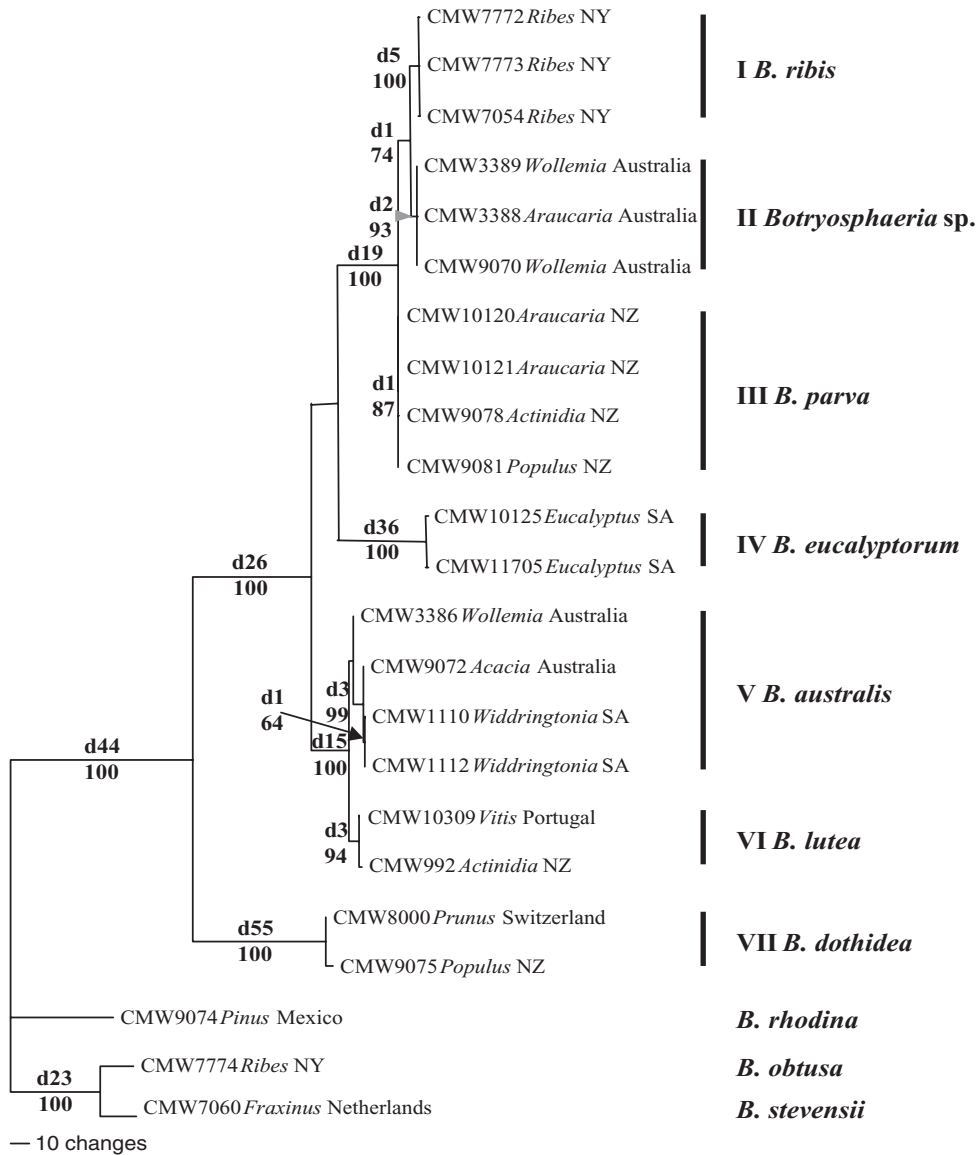 CMW7772 Ribes NY
d5
100
CMW7773 Ribes NY
I B. ribis
CMW7054 Ribes NY
d1
74
CMW3389 Wollemia Australia
d2
93
CMW3388 Araucaria Australia
II Botryosphaeria sp.
CMW9070 Wollemia Australia
d19
100
CMW10120 Araucaria NZ
CMW10121 Araucaria NZ
d1
87
III B. parva
CMW9078 Actinidia NZ
CMW9081 Populus NZ
CMW10125 Eucalyptus SA
d36
100
IV B. eucalyptorum
CMW11705 Eucalyptus SA
d26
100
CMW3386 Wollemia Australia
CMW9072 Acacia Australia
d1
64
d3
99
V B. australis
CMW1110 Widdringtonia SA
d15
100
CMW1112 Widdringtonia SA
d44
100
CMW10309 Vitis Portugal
d3
94
VI B. lutea
CMW992 Actinidia NZ
CMW8000 Prunus Switzerland
d55
100
VII B. dothidea
CMW9075 Populus NZ
CMW9074 Pinus Mexico
B. rhodina
CMW7774 Ribes NY
B. obtusa
d23
100
CMW7060 Fraxinus Netherlands
B. stevensii
10 changes